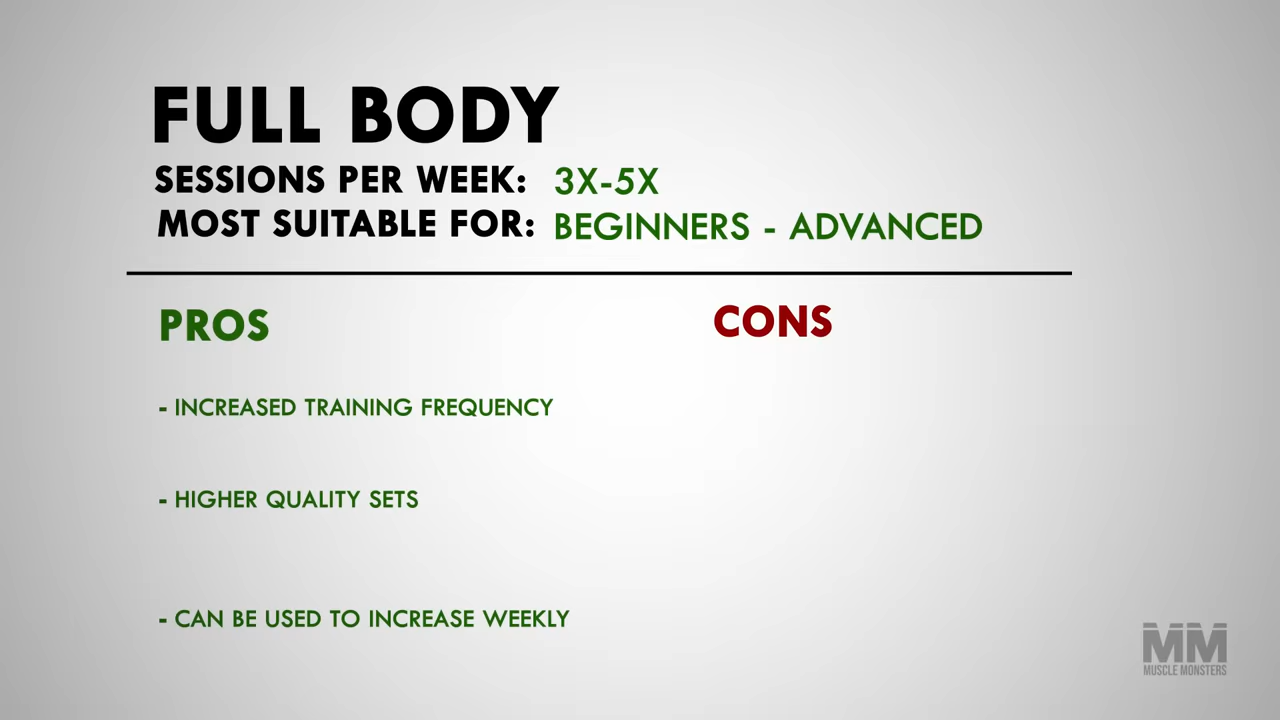 FULL BODY
SESSIONS PER WEEK: 3X-5X
MOST SUITABLE FOR: BEGINNERS - ADVANCED
PROS
CONS
- INCREASED TRAINING FREQUENCY
- HIGHER QUALITY SETS
- CAN BE USED TO INCREASE WEEKLY
MM
MUSCLE MONSTERS